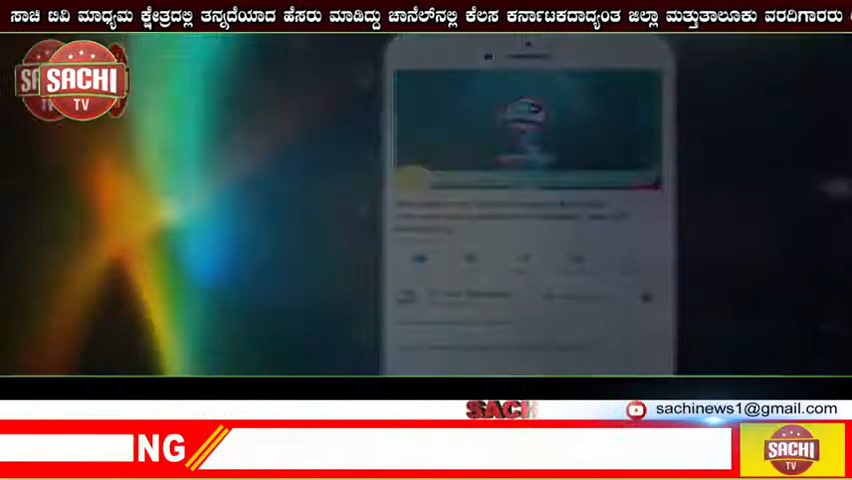 ಸಾಚಿ ಟಿವಿ ಮಾಧ್ಯಮ ಕ್ಷೇತ್ರದಲ್ಲಿ ತನ್ನದೆಯಾದ ಹೆಸರು ಮಾಡಿದ್ದು ಚಾನೆಲ್‌ನಲ್ಲಿ ಕೆಲಸ ಕರ್ನಾಟಕದಾದ್ಯಂತ ಜಿಲ್ಲಾ ಮತ್ತುತಾಲೂಕು ವರದಿಗಾರರು
SACHI
TV
SACH
sachinews1@gmail.com
NG
SACHI
TV